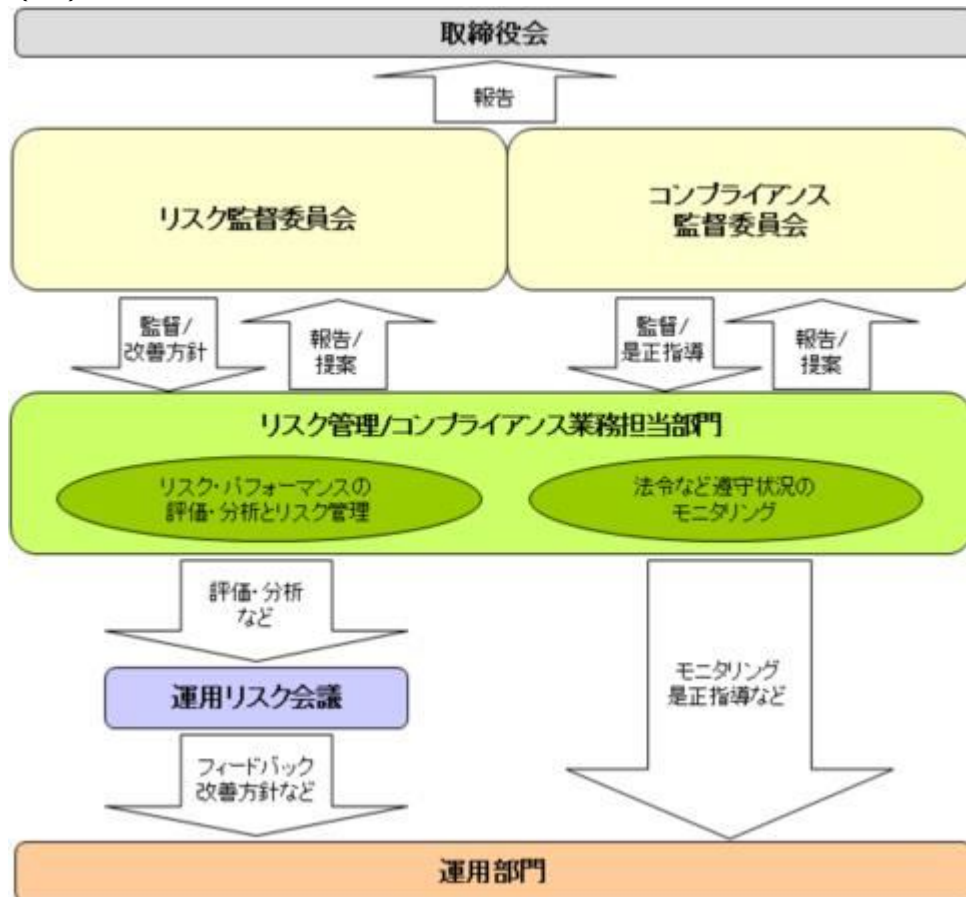 取締役会
報告
リスク監督委員会
コンプライアンス
監督委員会
監督/
改善方針
報告/
提案
監督/
是正指導
報告/
提案
リスク管理/コンプライアンス業務担当部門
リスク・パフォーマンスの
評価・分析とリスク管理
法令など遵守状況の
モニタリング
評価・分析
など
運用リスク会議
モニタリング
是正指導など
フィードバック
改善方針など
運用部門